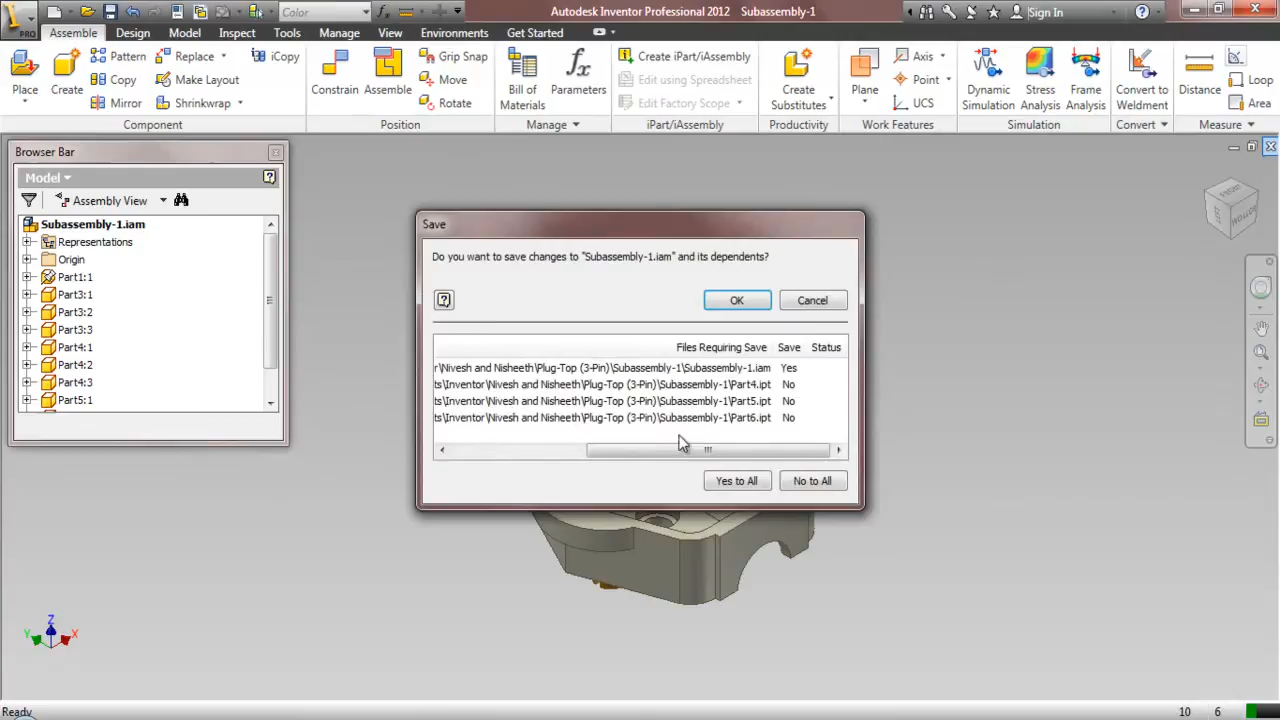 Color
Autodesk Inventor Professional 2012 Subassembly-1
Sign In
PRO
Assemble Design Model Inspect Tools Manage View Environments Get Started
Place
Create
Pattern
Copy
Mirror
Replace
Make Layout
Shrinkwrap
iCopy
Component
Constrain
Assemble
Grip Snap
Move
Rotate
Position
Bill of
Materials
Parameters
Manage
Create iPart/iAssembly
Edit using Spreadsheet
Edit Factory Scope
iPart/iAssembly
Create
Substitutes
Productivity
Plane
Axis
Point
UCS
Work Features
Dynamic
Simulation
Stress
Analysis
Frame
Analysis
Simulation
Convert to
Weldment
Convert
Distance
Loop
Area
Measure
Browser Bar
Model
Assembly View
Subassembly-1.iam
Representations
Origin
Part1:1
Part3:1
Part3:2
Part3:3
Part4:1
Part4:2
Part4:3
Part5:1
Save
Do you want to save changes to "Subassembly-1.iam" and its dependents?
OK Cancel
Files Requiring Save Save Status
r\Nivesh and Nisheeth\Plug-Top (3-Pin)\Subassembly-1\Subassembly-1.iam Yes
ts\Inventor\Nivesh and Nisheeth\Plug-Top (3-Pin)\Subassembly-1\Part4.ipt No
ts\Inventor\Nivesh and Nisheeth\Plug-Top (3-Pin)\Subassembly-1\Part5.ipt No
ts\Inventor\Nivesh and Nisheeth\Plug-Top (3-Pin)\Subassembly-1\Part6.ipt No
Yes to All No to All
FRONT
BOTTOM
Z
Y
X
Ready
10 6